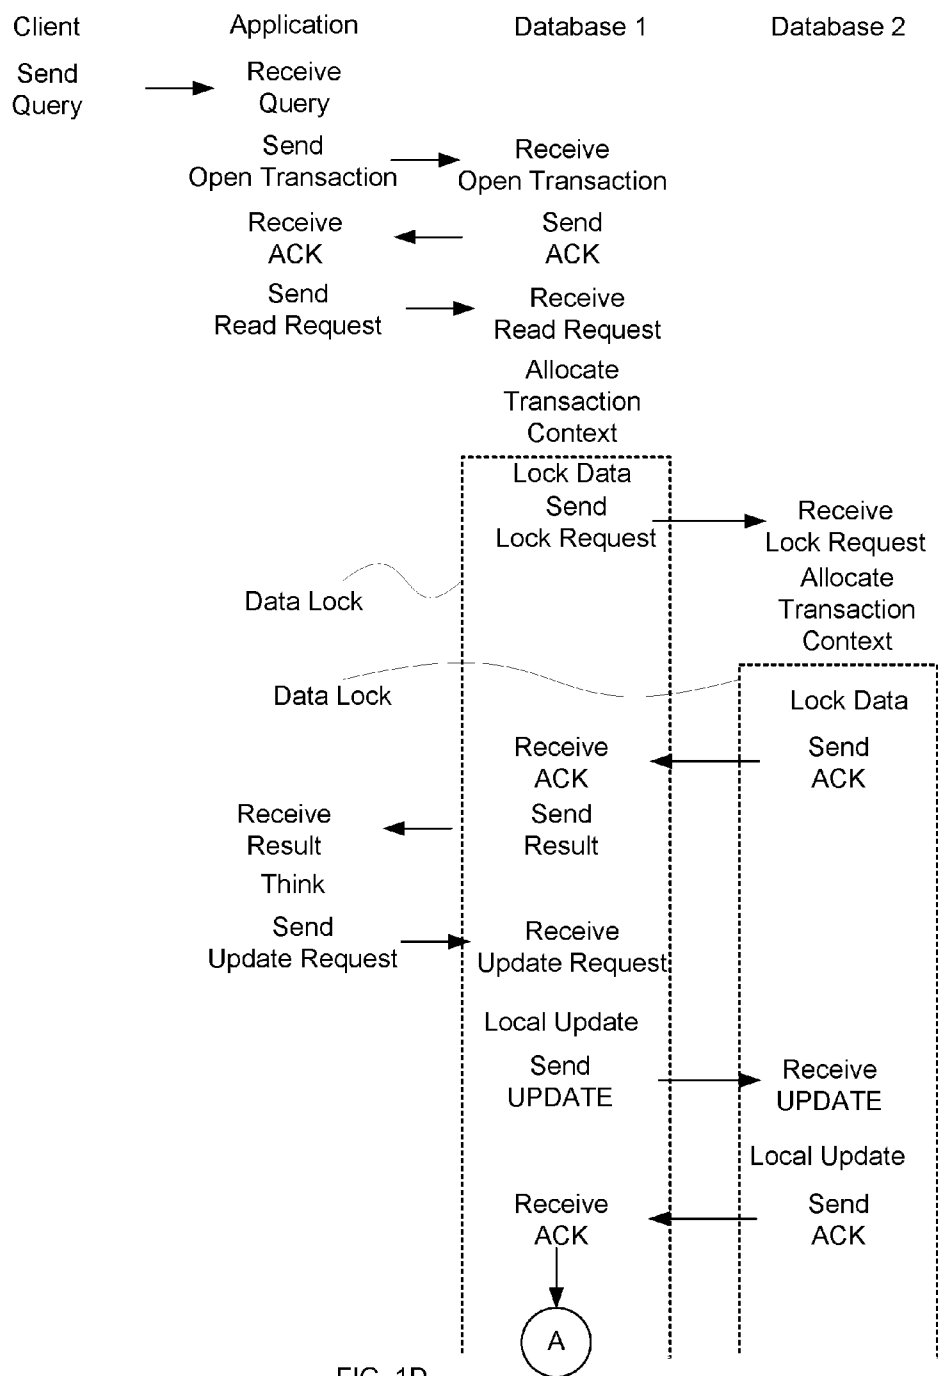 Client Application Database 1 Database 2
Send Receive
Query Query
Send Receive
Open Transaction Open Transaction
Receive Send
ACK ACK
Send Receive
Read Request Read Request
Allocate
Transaction
Context
Lock Data
Send Receive
Lock Request Lock Request
Allocate
Data Lock Transaction
Context
Data Lock Lock Data
Receive Send
ACK ACK
Receive Send
Result Result
Think
Send Receive
Update Request Update Request
Local Update
Send Receive
UPDATE UPDATE
Local Update
Receive Send
ACK ACK
A